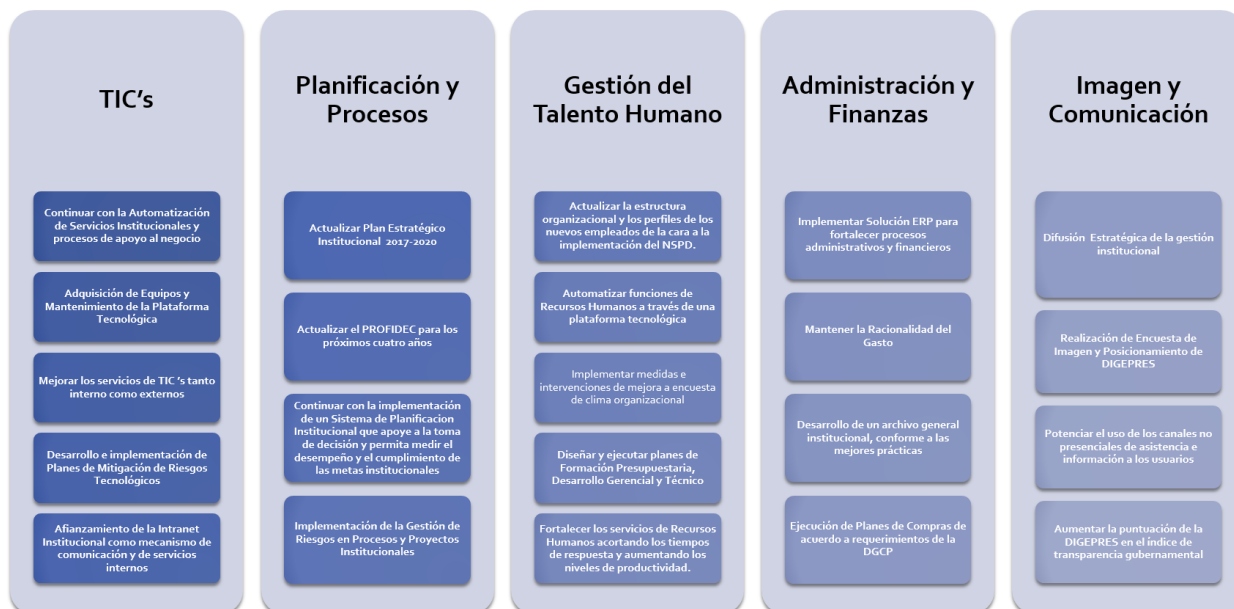 TIC's
Continuar con la Automatización
de Servicios Institucionales y
procesos de apoyo al negocio
Adquisición de Equipos y
Mantenimiento de la Plataforma
Tecnológica
Mejorar los servicios de TIC 's tanto
interno como externos
Desarrollo e implementación de
Planes de Mitigación de Riesgos
Tecnológicos
Afianzamiento de la Intranet
Institucional como mecanismo de
comunicación y de servicios
internos
Planificación y
Procesos
Actualizar Plan Estratégico
Institucional 2017-2020
Actualizar el PROFIDEC para los
próximos cuatro años
Continuar con la implementación
de un Sistema de Planificacion
Institucional que apoye a la toma
de decisión y permita medir el
desempeño y el cumplimiento de
las metas institucionales
Implementación de la Gestión de
Riesgos en Procesos y Proyectos
Institucionales
Gestión del
Talento Humano
Actualizar la estructura
organizacional y los perfiles de los
nuevos empleados de la cara a la
implementación del NSPD.
Automatizar funciones de
Recursos Humanos a través de una
plataforma tecnológica
Implementar medidas e
intervenciones de mejora a encuesta
de clima organizacional
Diseñar y ejecutar planes de
Formación Presupuestaria,
Desarrollo Gerencial y Técnico
Fortalecer los servicios de Recursos
Humanos acortando los tiempos
de respuesta y aumentando los
niveles de productividad.
Administración y
Finanzas
Implementar Solución ERP para
fortalecer procesos
administrativos y financieros
Mantener la Racionalidad del
Gasto
Desarrollo de un archivo general
institucional, conforme a las
mejores prácticas
Ejecución de Planes de Compras de
acuerdo a requerimientos de la
DGCP
Imagen y
Comunicación
Difusión Estratégica de la gestión
institucional
Realización de Encuesta de
Imagen y Posicionamiento de
DIGEPRES
Potenciar el uso de los canales no
presenciales de asistencia e
información a los usuarios
Aumentar la puntuación de la
DIGEPRES en el índice de
transparencia gubernamental